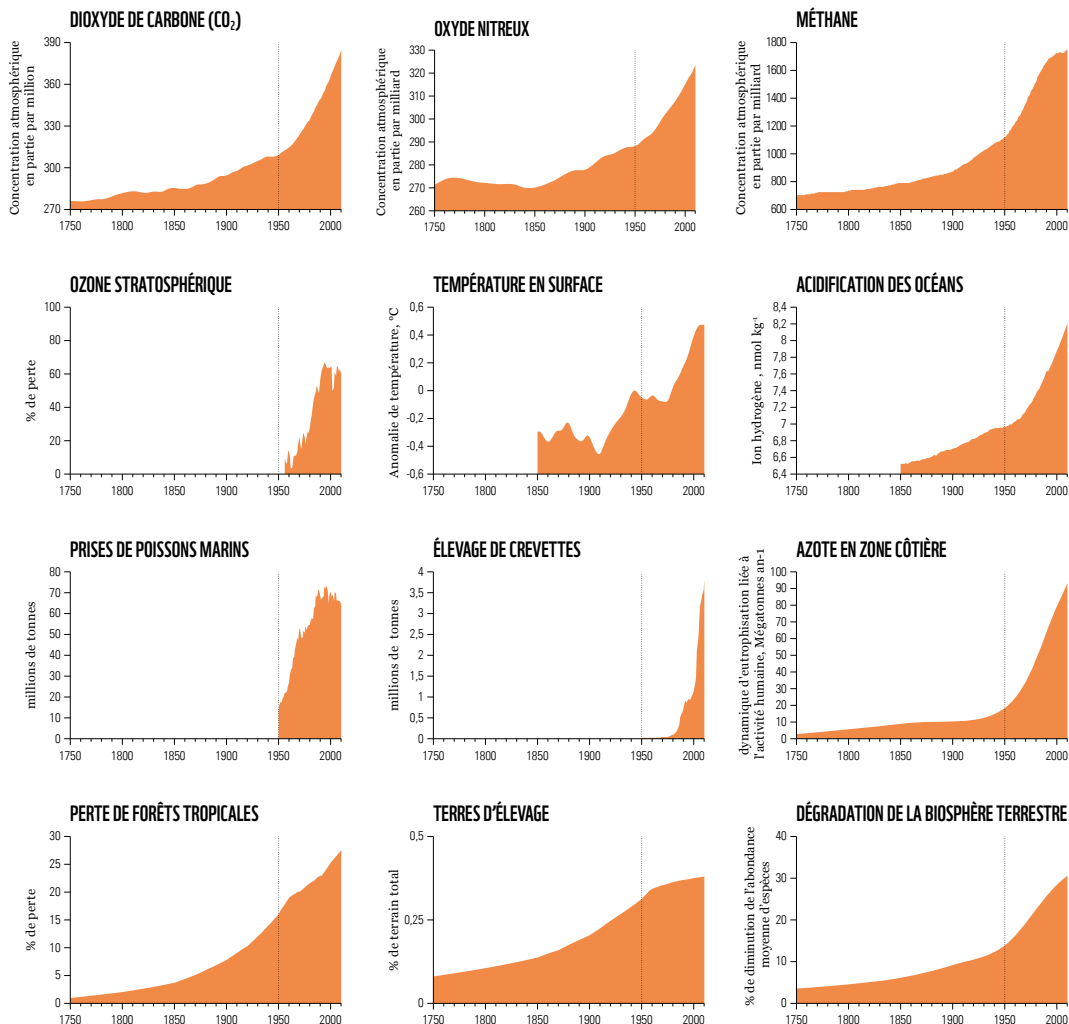 DIOXYDE DE CARBONE (CO₂)
Concentration atmosphérique
en partie par million
390
360
330
300
270
1750 1800 1850 1900 1950 2000
OXYDE NITREUX
Concentration atmosphérique
en partie par milliard
330
320
310
300
290
280
270
260
1750 1800 1850 1900 1950 2000
MÉTHANE
Concentration atmosphérique
en partie par milliard
1800
1600
1400
1200
1000
800
600
1750 1800 1850 1900 1950 2000
OZONE STRATOSPHÉRIQUE
% de perte
100
80
60
40
20
0
1750 1800 1850 1900 1950 2000
TEMPÉRATURE EN SURFACE
Anomalie de température, °C
0,6
0,4
0,2
0
-0,2
-0,4
-0,6
1750 1800 1850 1900 1950 2000
ACIDIFICATION DES OCÉANS
Ion hydrogène , nmol kg⁻¹
8,4
8,2
8
7,8
7,6
7,4
7,2
7
6,8
6,6
6,4
1750 1800 1850 1900 1950 2000
PRISES DE POISSONS MARINS
millions de tonnes
80
70
60
50
40
30
20
10
0
1750 1800 1850 1900 1950 2000
ÉLEVAGE DE CREVETTES
millions de tonnes
4
3,5
3
2,5
2
1,5
1
0,5
0
1750 1800 1850 1900 1950 2000
AZOTE EN ZONE CÔTIÈRE
dynamique d'eutrophisation liée à
l'activité humaine, Mégatonnes an-1
100
90
80
70
60
50
40
30
20
10
0
1750 1800 1850 1900 1950 2000
PERTE DE FORÊTS TROPICALES
% de perte
30
25
20
15
10
5
0
1750 1800 1850 1900 1950 2000
TERRES D'ÉLEVAGE
% de terrain total
0,5
0,25
0
1750 1800 1850 1900 1950 2000
DÉGRADATION DE LA BIOSPHÈRE TERRESTRE
% de diminution de l'abondance
moyenne d'espèces
40
30
20
10
0
1750 1800 1850 1900 1950 2000